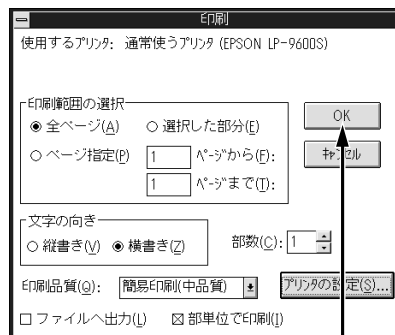 印刷
使用するプリンタ: 通常使うプリンタ (EPSON LP-9600S)
印刷範囲の選択
全ページ(A) 選択した部分(E)
ページ指定(P) 1 ページから(F):
1 ページまで(T):
OK
キャンセル
文字の向き
縦書き(V) 横書き(Z)
部数(C): 1
印刷品質(Q): 簡易印刷(中品質)
プリンタの設定(S)...
ファイルへ出力(L) 部単位で印刷(I)